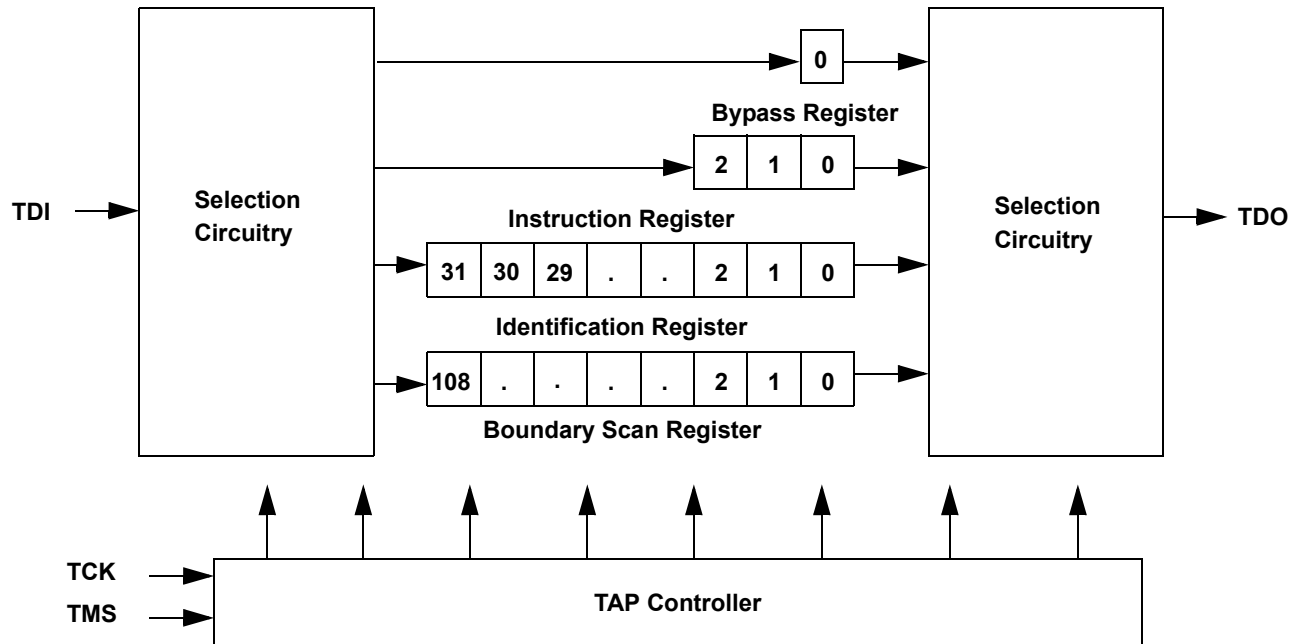 0
Bypass Register
2 1 0
Selection
Circuitry
Selection
Circuitry
TDI
TDO
Instruction Register
31 30 29 . . 2 1 0
Identification Register
108 . . . . 2 1 0
Boundary Scan Register
TCK
TMS
TAP Controller